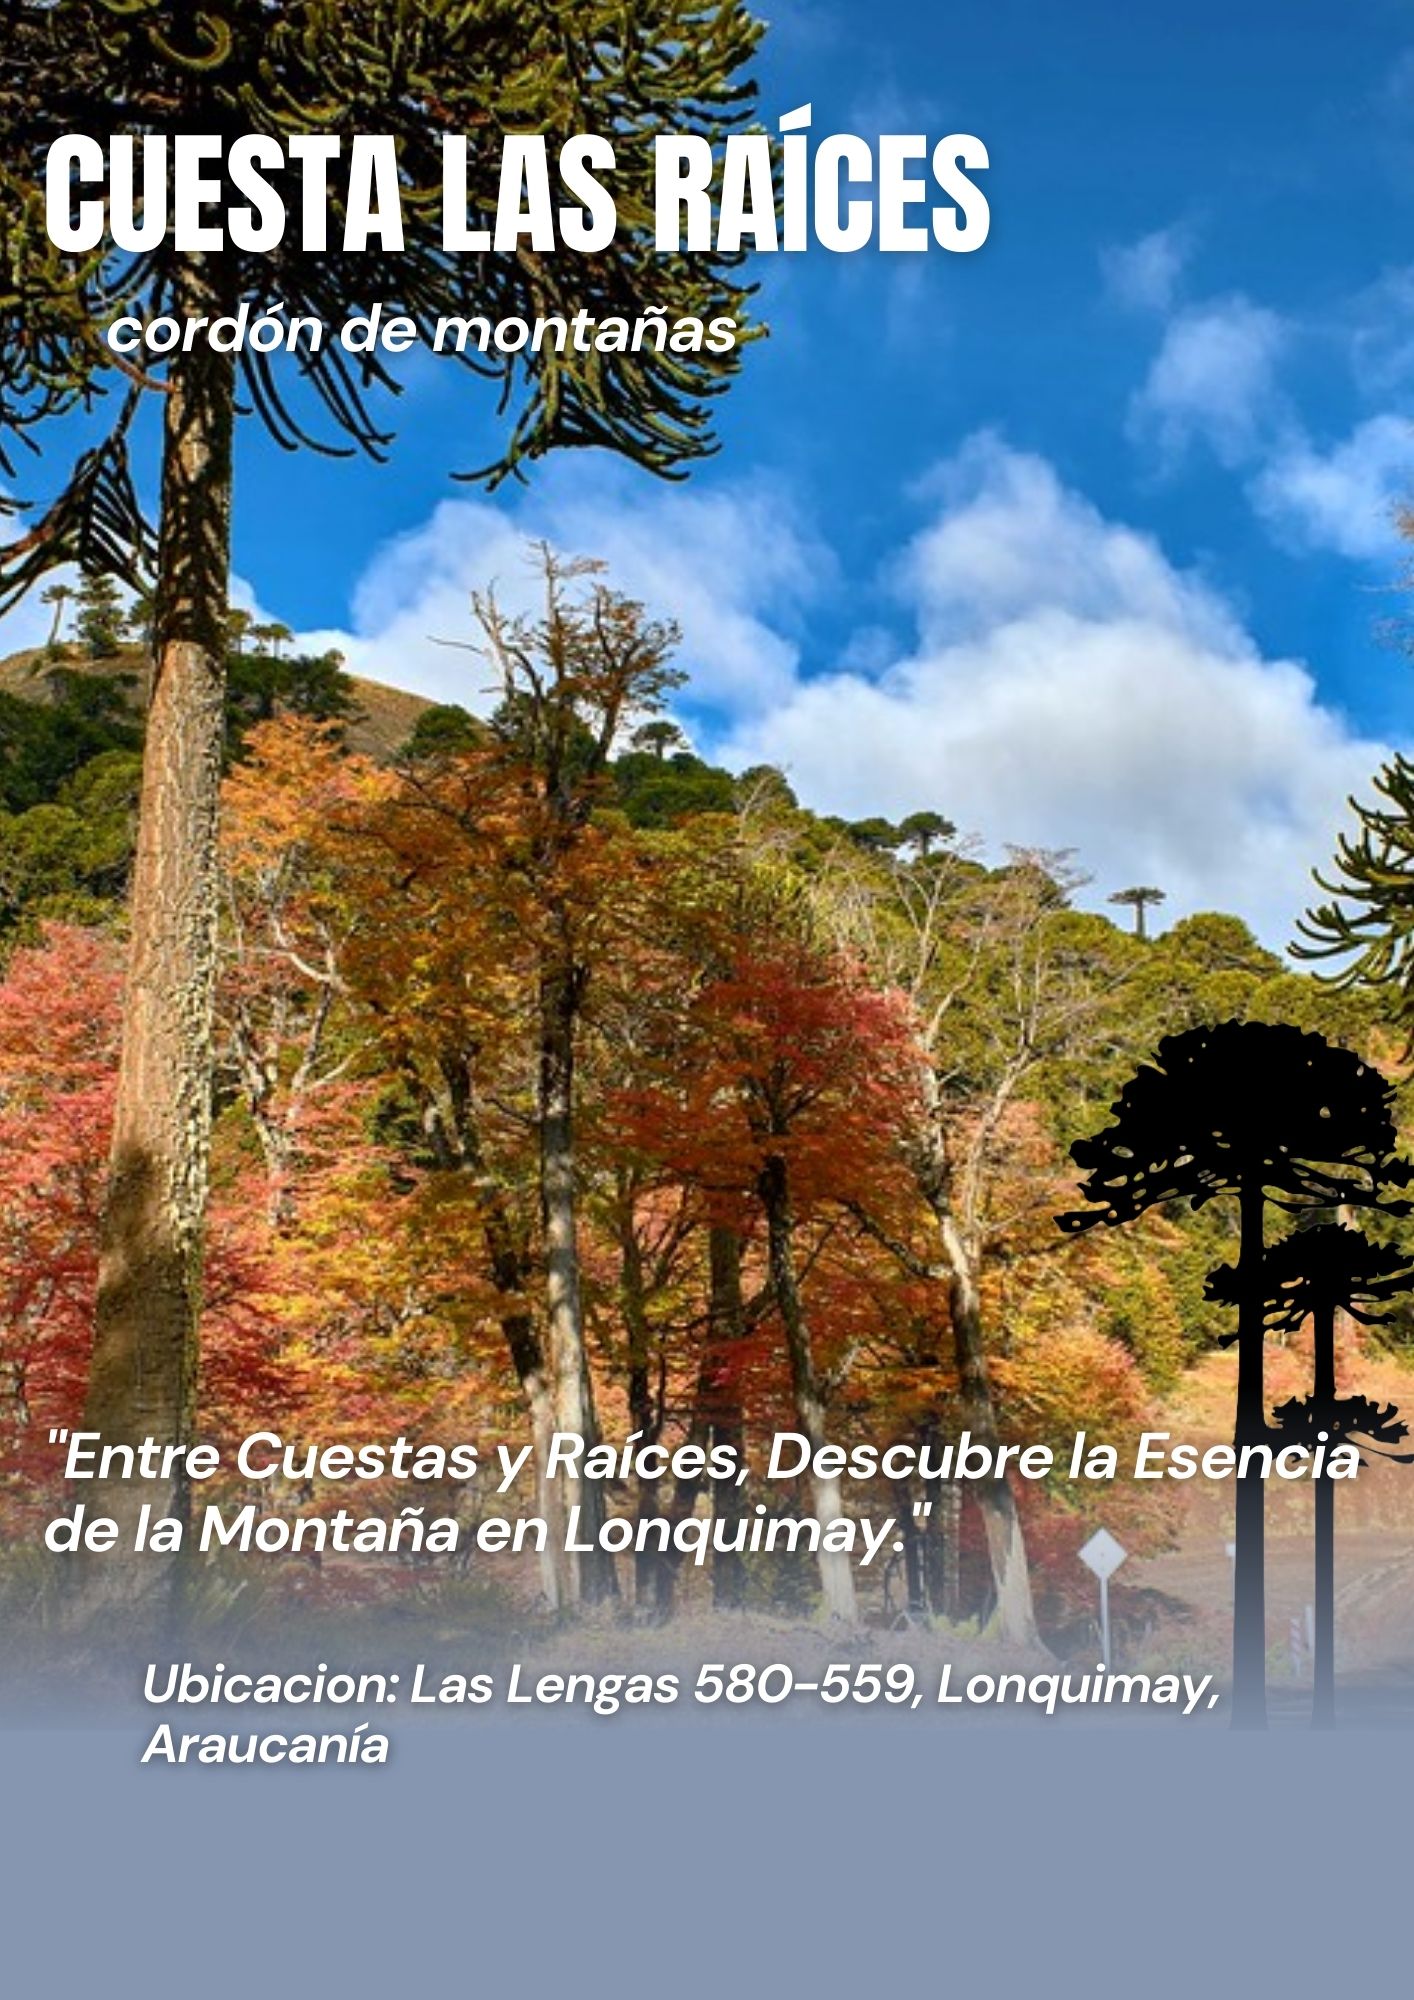 CUESTA LAS RAÍCES
cordón de montañas
"Entre Cuestas y Raíces, Descubre la Esencia
de la Montaña en Lonquimay."
Ubicacion: Las Lengas 580-559, Lonquimay,
Araucanía